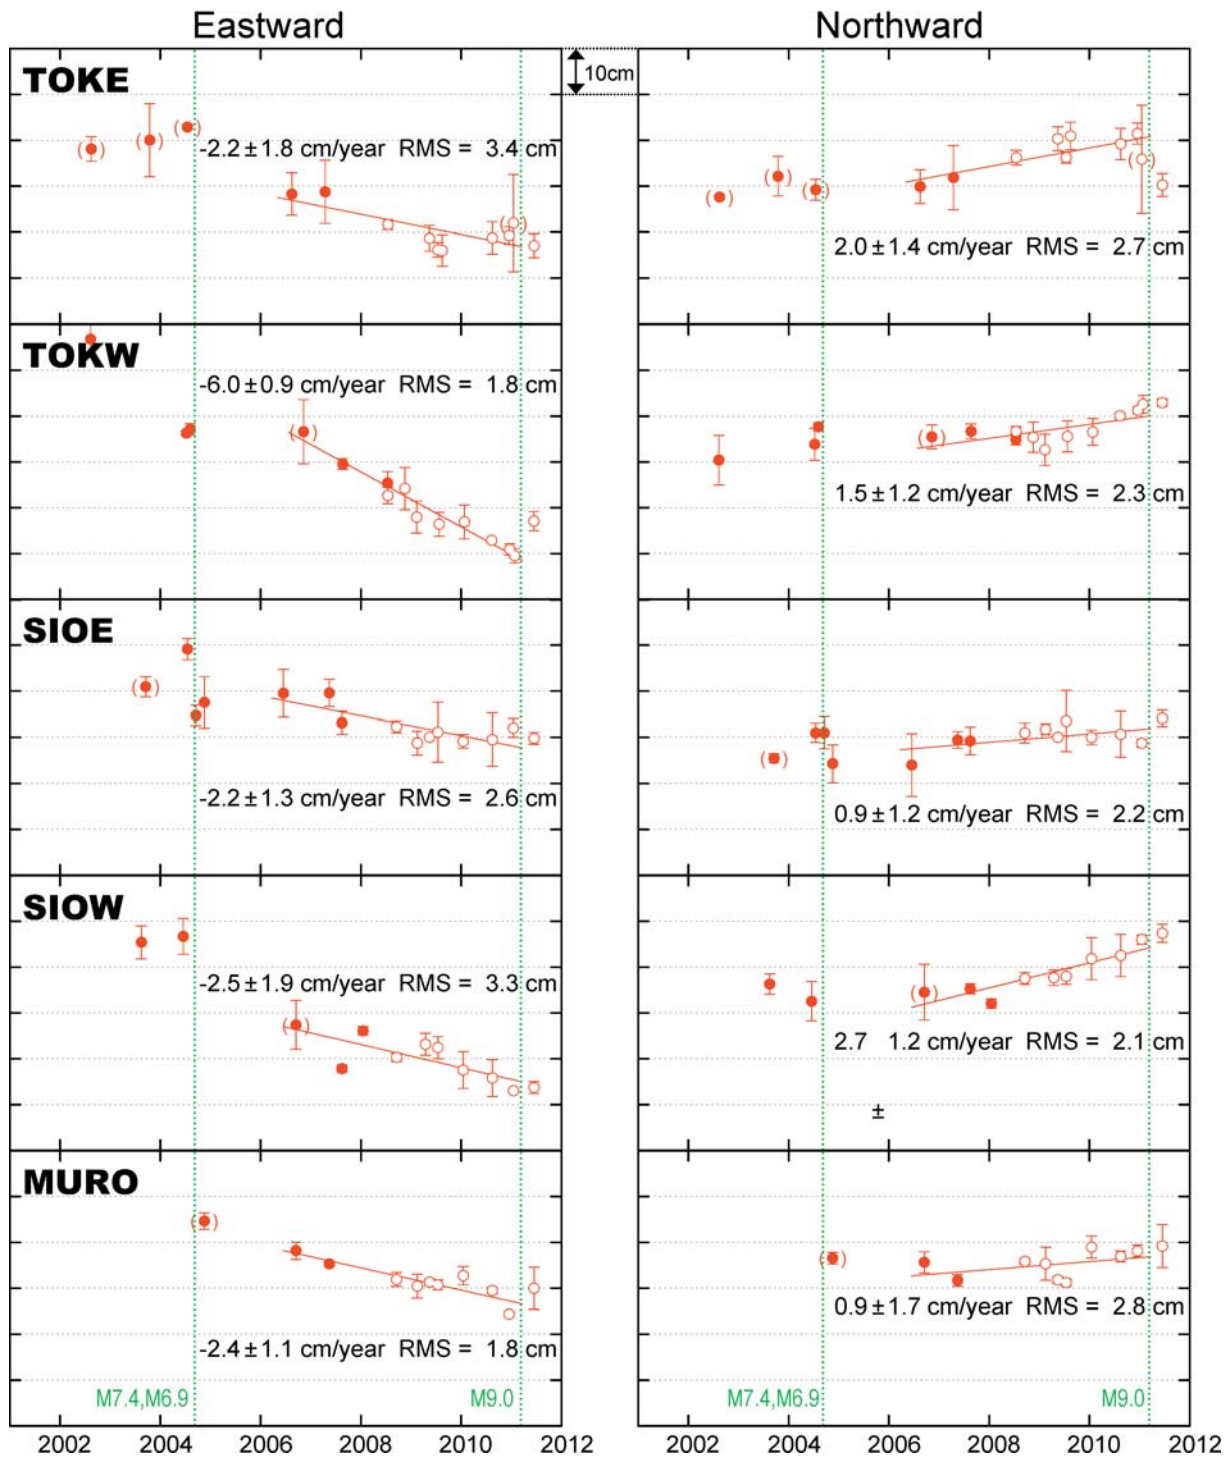 Eastward Northward
10cm
TOKE
-2.2±1.8 cm/year RMS = 3.4 cm
2.0±1.4 cm/year RMS = 2.7 cm
TOKW
-6.0±0.9 cm/year RMS = 1.8 cm
1.5±1.2 cm/year RMS = 2.3 cm
SIOE
-2.2±1.3 cm/year RMS = 2.6 cm
0.9±1.2 cm/year RMS = 2.2 cm
SIOW
-2.5±1.9 cm/year RMS = 3.3 cm
2.7 1.2 cm/year RMS = 2.1 cm
±
MURO
-2.4±1.1 cm/year RMS = 1.8 cm
0.9±1.7 cm/year RMS = 2.8 cm
M7.4,M6.9 M9.0 M7.4,M6.9 M9.0
2002 2004 2006 2008 2010 2012 2002 2004 2006 2008 2010 2012